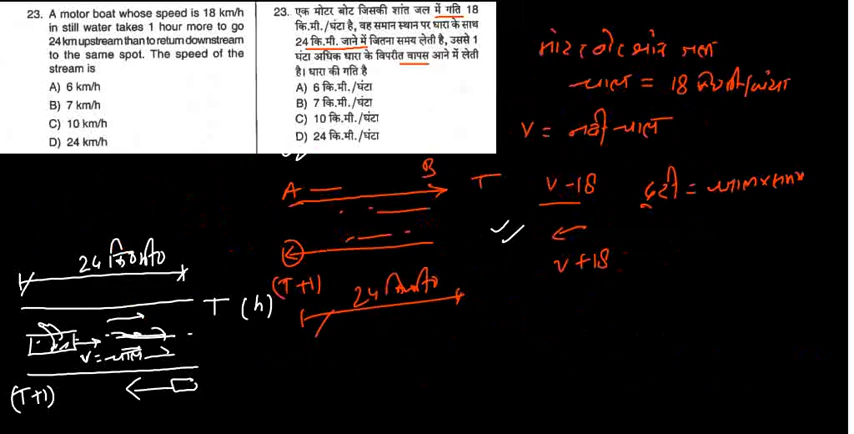 23. A motor boat whose speed is 18 km/h
in still water takes 1 hour more to go
24 km upstream than to return downstream
to the same spot. The speed of the
stream is
A) 6 km/h
B) 7 km/h
C) 10 km/h
D) 24 km/h
23. एक मोटर बोट जिसकी शांत जल में गति 18
कि.मी./घंटा है, वह समान स्थान पर धारा के साथ
24 कि.मी. जाने में जितना समय लेती है, उससे 1
घंटा अधिक धारा के विपरीत वापस आने में लेती
है। धारा की गति है
A) 6 कि.मी./घंटा
B) 7 कि.मी./घंटा
C) 10 कि.मी./घंटा
D) 24 कि.मी./घंटा
चाल = 18
v = नदी चाल
A B T
v-18
दूरी = चाल×समय
v+18
(T+1)
24
24
T (h)
v = चाल
(T+1)